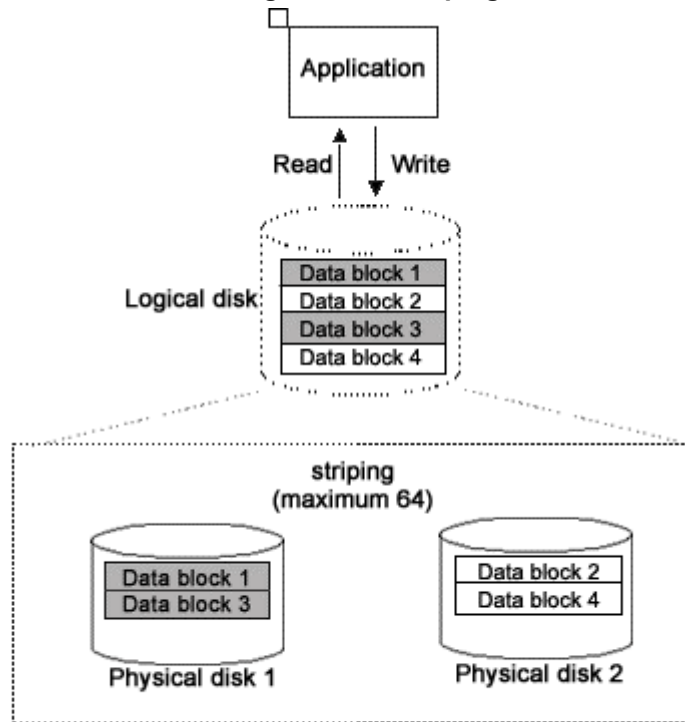 Application
Read
Write
Logical disk
Data block 1
Data block 2
Data block 3
Data block 4
striping
(maximum 64)
Data block 1
Data block 3
Physical disk 1
Data block 2
Data block 4
Physical disk 2